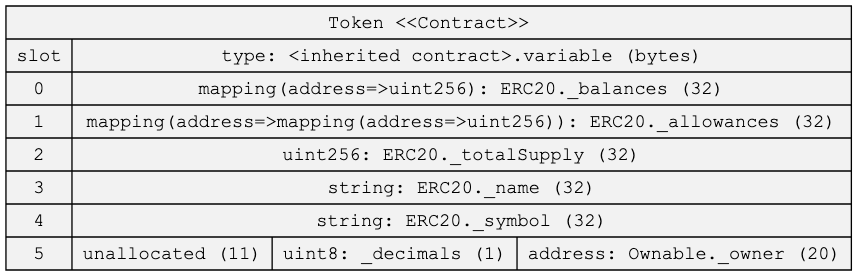 Token <<Contract>>
slot type: <inherited contract>.variable (bytes)
0 mapping(address=>uint256): ERC20._balances (32)
1 mapping(address=>mapping(address=>uint256)): ERC20._allowances (32)
2 uint256: ERC20._totalSupply (32)
3 string: ERC20._name (32)
4 string: ERC20._symbol (32)
5 unallocated (11) uint8: _decimals (1) address: Ownable._owner (20)